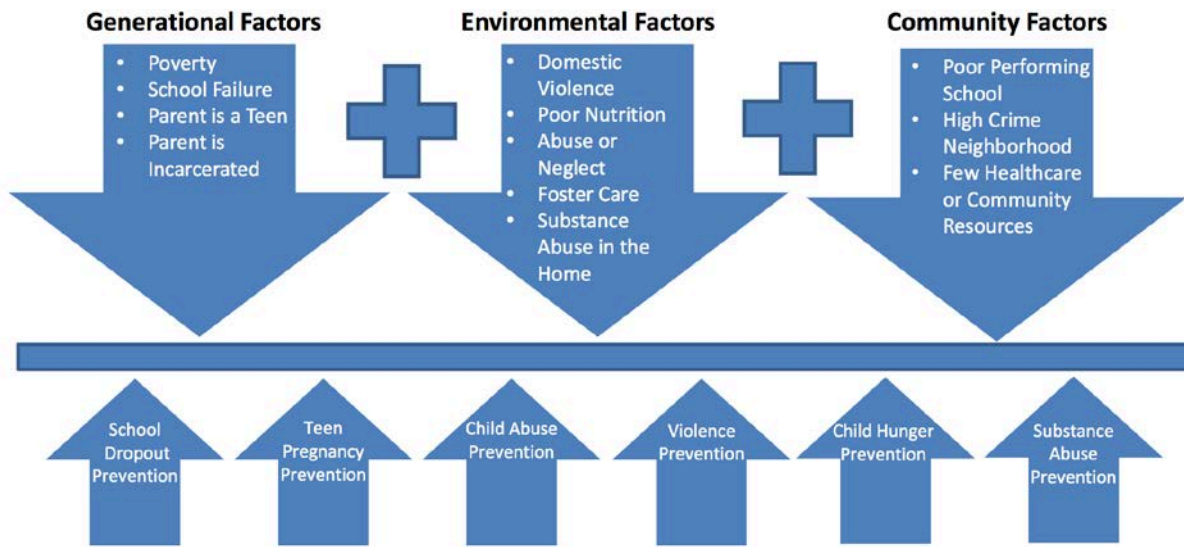 Generational Factors
• Poverty
• School Failure
• Parent is a Teen
• Parent is
Incarcerated
Environmental Factors
• Domestic
Violence
• Poor Nutrition
• Abuse or
Neglect
• Foster Care
• Substance
Abuse in the
Home
Community Factors
• Poor Performing
School
• High Crime
Neighborhood
• Few Healthcare
or Community
Resources
School
Dropout
Prevention
Teen
Pregnancy
Prevention
Child Abuse
Prevention
Violence
Prevention
Child Hunger
Prevention
Substance
Abuse
Prevention